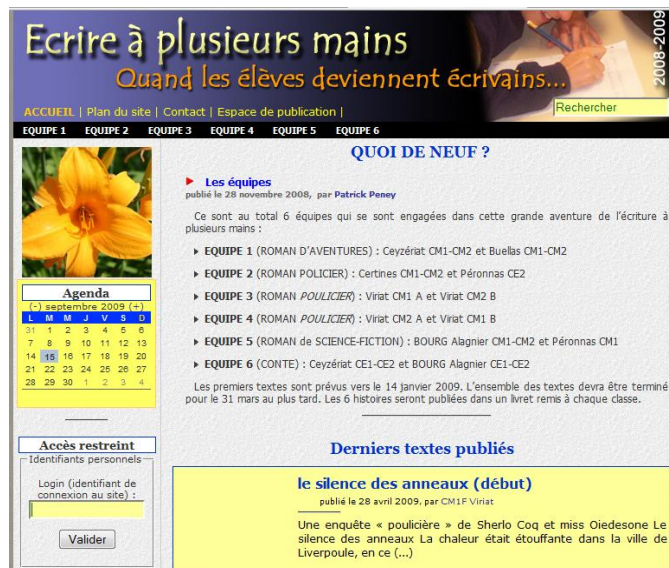 Ecrire à plusieurs mains
Quand les élèves deviennent écrivains...
2008-2009
ACCUEIL | Plan du site | Contact | Espace de publication |
Rechercher
EQUIPE 1 EQUIPE 2 EQUIPE 3 EQUIPE 4 EQUIPE 5 EQUIPE 6
Agenda
(-) septembre 2009 (+)
L M M J V S D
31 1 2 3 4 5 6
7 8 9 10 11 12 13
14 15 16 17 18 19 20
21 22 23 24 25 26 27
28 29 30 1 2 3 4
Accès restreint
Identifiants personnels
Login (identifiant de
connexion au site) :
Valider
QUOI DE NEUF ?
Les équipes
publié le 28 novembre 2008, par Patrick Peney
Ce sont au total 6 équipes qui se sont engagées dans cette grande aventure de l'écriture à
plusieurs mains :
EQUIPE 1 (ROMAN D'AVENTURES) : Ceyzériat CM1-CM2 et Buellas CM1-CM2
EQUIPE 2 (ROMAN POLICIER) : Certines CM1-CM2 et Péronnas CE2
EQUIPE 3 (ROMAN POULICIER) : Viriat CM1 A et Viriat CM2 B
EQUIPE 4 (ROMAN POULICIER) : Viriat CM2 A et Viriat CM1 B
EQUIPE 5 (ROMAN de SCIENCE-FICTION) : BOURG Alagnier CM1-CM2 et Péronnas CM1
EQUIPE 6 (CONTE) : Ceyzériat CE1-CE2 et BOURG Alagnier CE1-CE2
Les premiers textes sont prévus vers le 14 janvier 2009. L'ensemble des textes devra être terminé
pour le 31 mars au plus tard. Les 6 histoires seront publiées dans un livret remis à chaque classe.
Derniers textes publiés
le silence des anneaux (début)
publié le 28 avril 2009, par CM1F Viriat
Une enquête « poulicière » de Sherlo Coq et miss Oiedesone Le
silence des anneaux La chaleur était étouffante dans la ville de
Liverpoule, en ce (...)